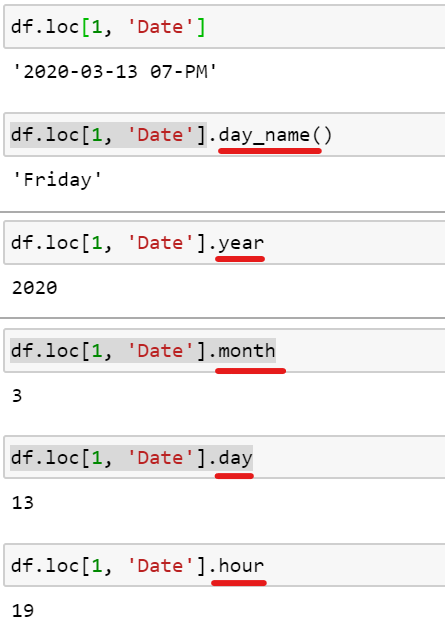 df.loc[1, 'Date']
'2020-03-13 07-PM'
df.loc[1, 'Date'].day_name()
'Friday'
df.loc[1, 'Date'].year
2020
df.loc[1, 'Date'].month
3
df.loc[1, 'Date'].day
13
df.loc[1, 'Date'].hour
19